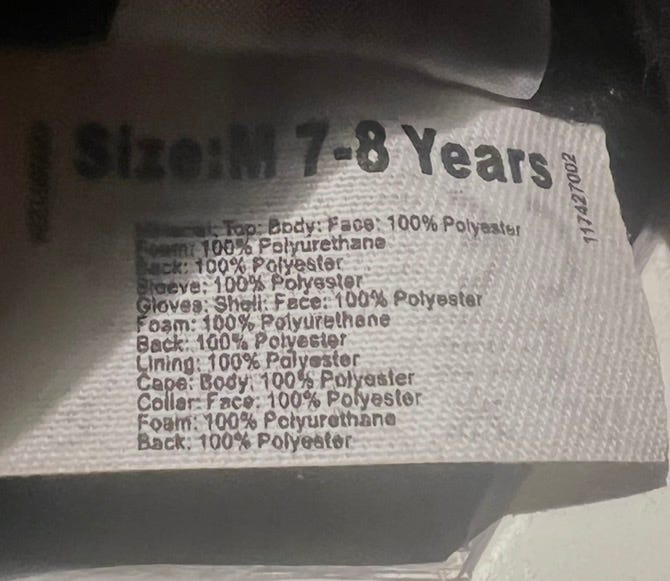 Size:M 7-8 Years
117427002
Top: Body: Face: 100% Polyester
Foam: 100% Polyurethane
Back: 100% Polyester
Sleeve: 100% Polyester
Gloves: Shell: Face: 100% Polyester
Foam: 100% Polyurethane
Back: 100% Polyester
Lining: 100% Polyester
Cape: Body: 100% Polyester
Collar: Face: 100% Polyester
Foam: 100% Polyurethane
Back: 100% Polyester